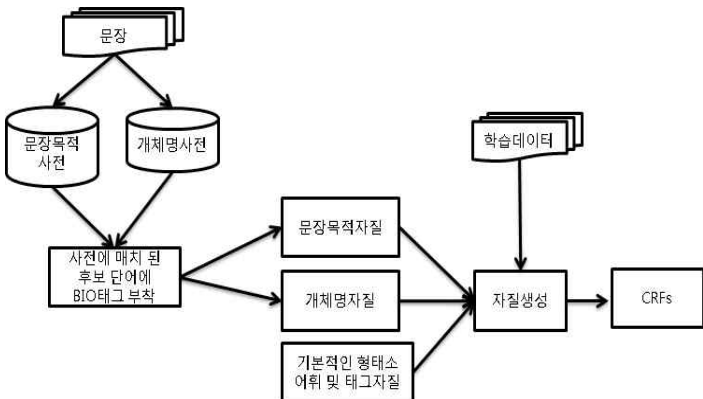 문장
문장목적
사전
개체명사전
학습데이터
사전에 매치 된
후보 단어에
BIO태그 부착
문장목적자질
개체명자질
기본적인 형태소
어휘 및 태그자질
자질생성
CRFs